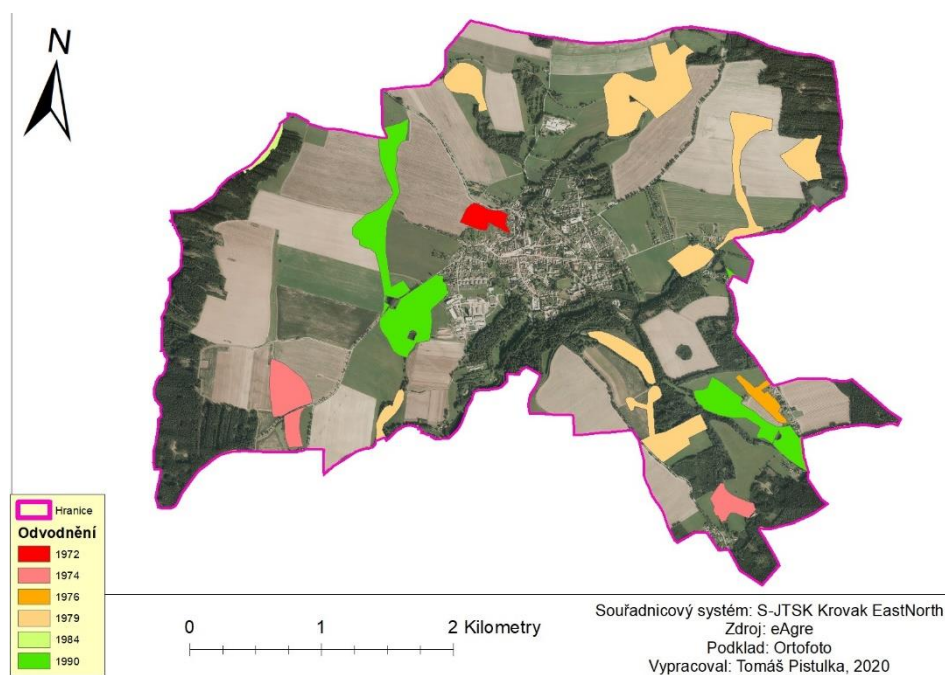 N
Hranice
Odvodnění
1972
1974
1976
1979
1984
1990
0 1 2 Kilometry
Souřadnicový systém: S-JTSK Krovak EastNorth
Zdroj: eAgre
Podklad: Ortofoto
Vypracoval: Tomáš Pistulka, 2020